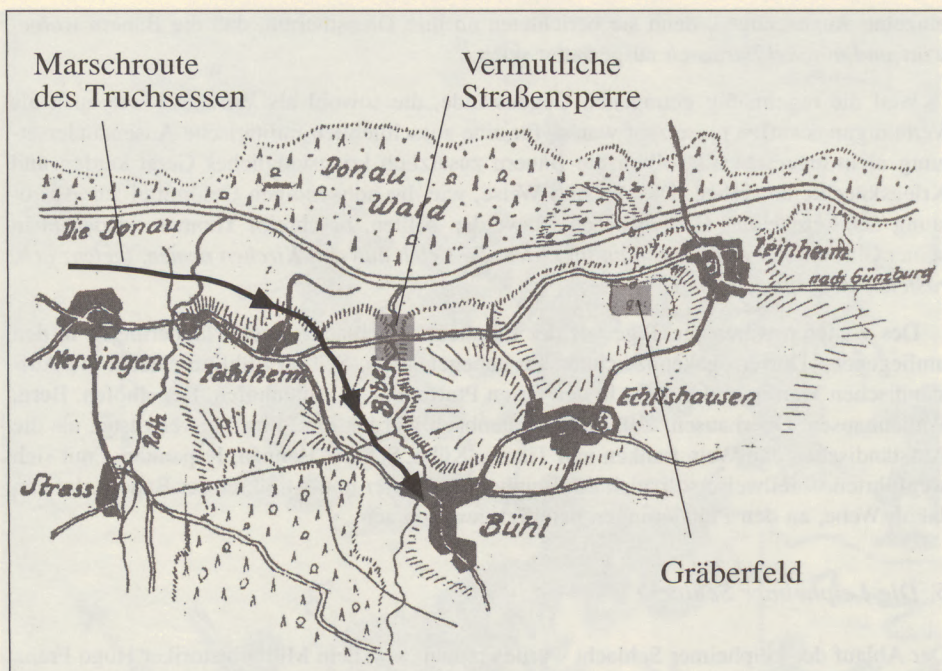 Marschroute
des Truchsessen
Vermutliche
Straßensperre
Donau
Wald
Die Donau
Leipheim
nach Günzburg
Nersingen
Fahlheim
Biber
Echlishausen
Roth
Strass
Bühl
Gräberfeld